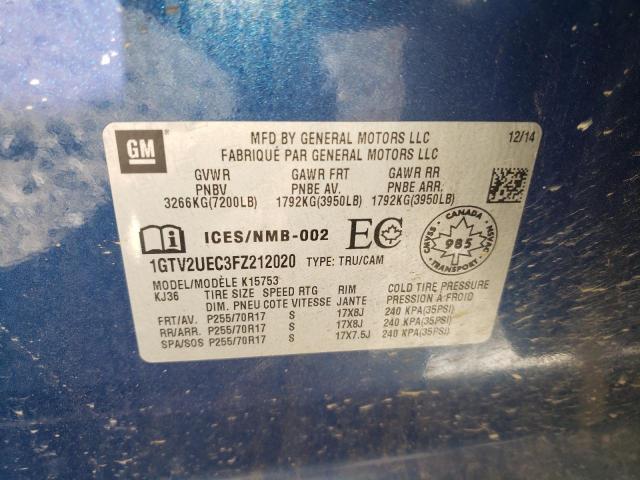 GM
MFD BY GENERAL MOTORS LLC 12/14
FABRIQUÉ PAR GENERAL MOTORS LLC
GVWR GAWR FRT GAWR RR
PNBV PNBE AV. PNBE ARR.
3266KG(7200LB) 1792KG(3950LB) 1792KG(3950LB)
ICES/NMB-002 EC
CANADA
CMVSS 985 NSVAC
1GTV2UEC3FZ212020 TYPE: TRU/CAM
MODEL/MODÈLE K15753
KJ36 TIRE SIZE SPEED RTG RIM COLD TIRE PRESSURE
DIM. PNEU COTE VITESSE JANTE PRESSION À FROID
FRT/AV. P255/70R17 S 17X8J 240 KPA(35PSI)
RR/ARR. P255/70R17 S 17X8J 240 KPA(35PSI)
SPA/SOS P255/70R17 S 17X7.5J 240 KPA(35PSI)